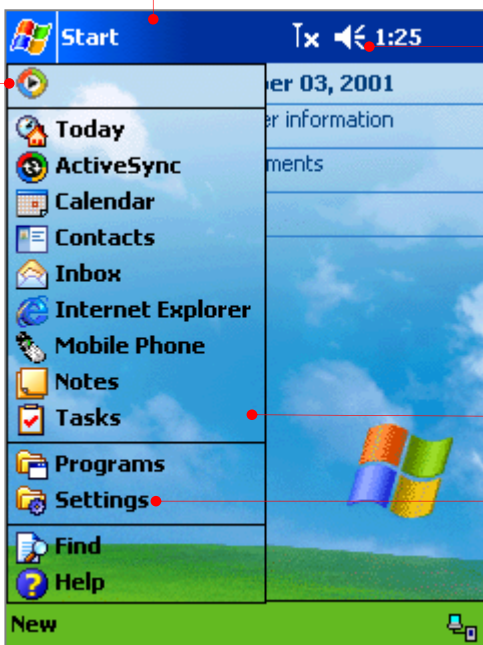 Start 1:25
er 03, 2001
er information
ments
Today
ActiveSync
Calendar
Contacts
Inbox
Internet Explorer
Mobile Phone
Notes
Tasks
Programs
Settings
Find
Help
New